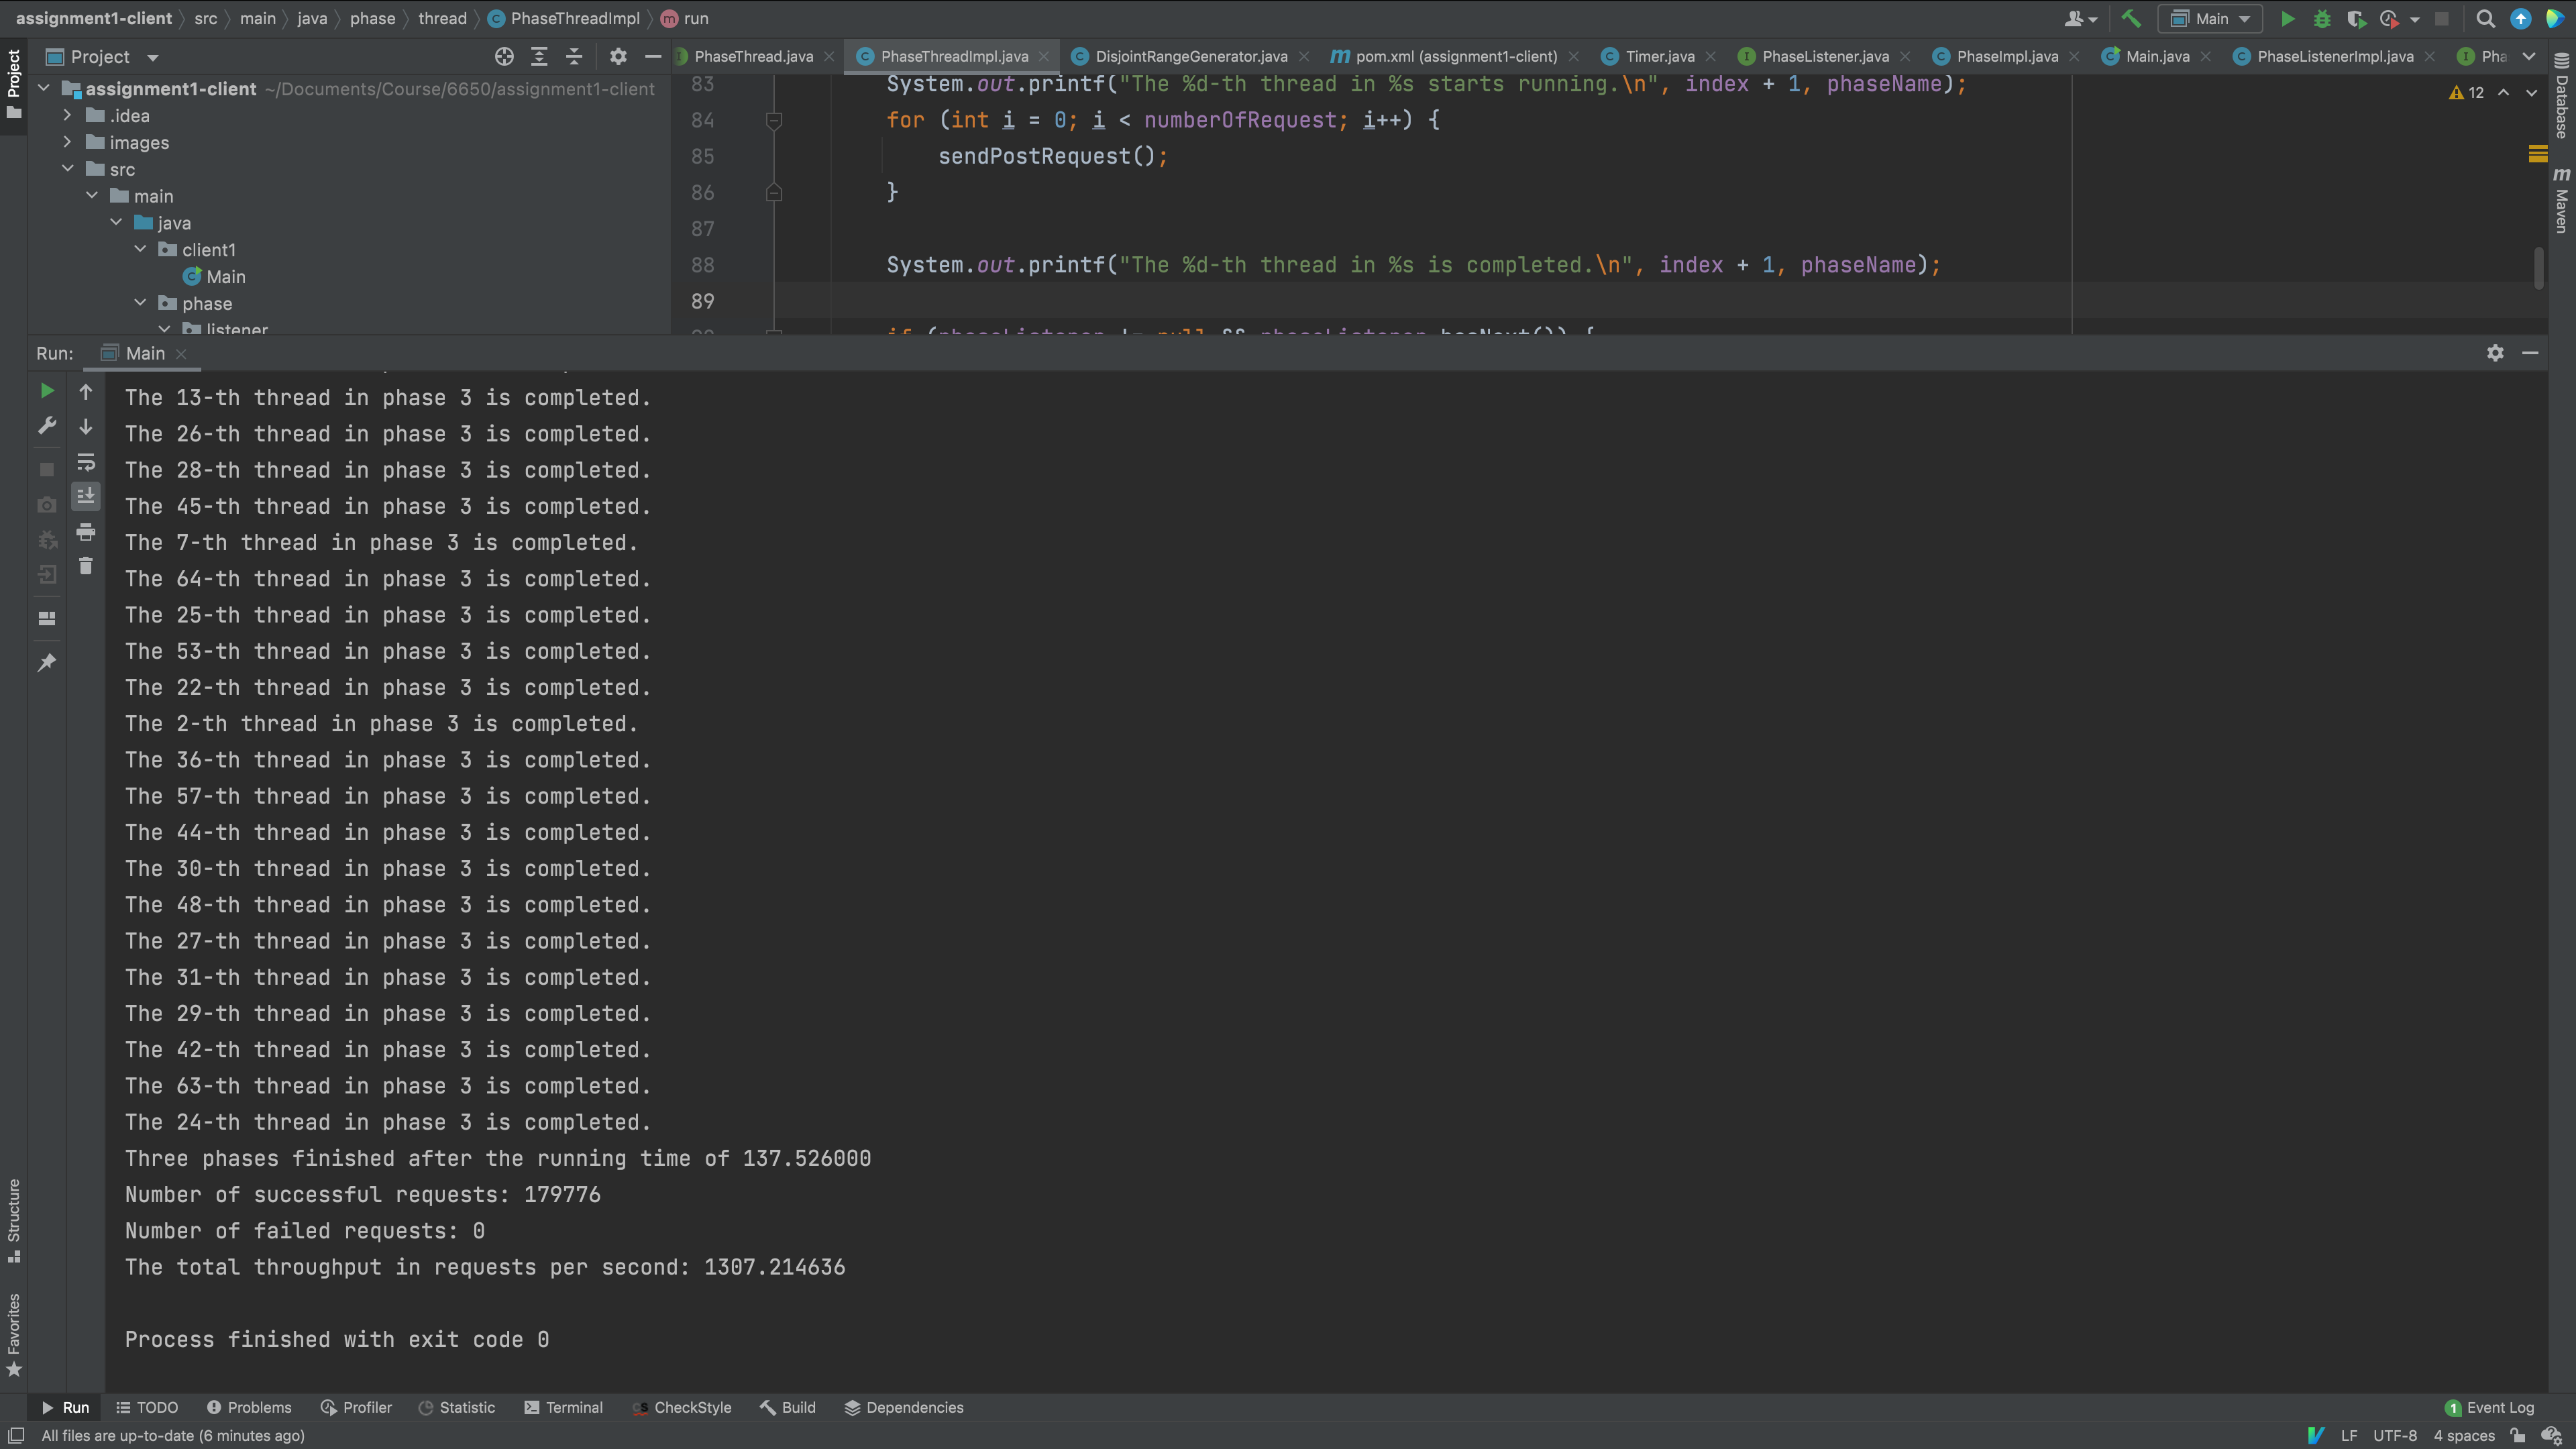 assignment1-client src main java phase thread PhaseThreadImpl run
Main
Project
PhaseThread.java PhaseThreadImpl.java DisjointRangeGenerator.java pom.xml (assignment1-client) Timer.java PhaseListener.java PhaseImpl.java Main.java PhaseListenerImpl.java Pha
Project
assignment1-client ~/Documents/Course/6650/assignment1-client
.idea
images
src
main
java
client1
Main
phase
listener
83 System.out.printf("The %d-th thread in %s starts running.\n", index + 1, phaseName);
84 for (int i = 0; i < numberOfRequest; i++) {
85 sendPostRequest();
86 }
87
88 System.out.printf("The %d-th thread in %s is completed.\n", index + 1, phaseName);
89
if (phaseListener != null && phaseListener.hasNext()) {
12
Database
Maven
Run: Main
The 13-th thread in phase 3 is completed.
The 26-th thread in phase 3 is completed.
The 28-th thread in phase 3 is completed.
The 45-th thread in phase 3 is completed.
The 7-th thread in phase 3 is completed.
The 64-th thread in phase 3 is completed.
The 25-th thread in phase 3 is completed.
The 53-th thread in phase 3 is completed.
The 22-th thread in phase 3 is completed.
The 2-th thread in phase 3 is completed.
The 36-th thread in phase 3 is completed.
The 57-th thread in phase 3 is completed.
The 44-th thread in phase 3 is completed.
The 30-th thread in phase 3 is completed.
The 48-th thread in phase 3 is completed.
The 27-th thread in phase 3 is completed.
The 31-th thread in phase 3 is completed.
The 29-th thread in phase 3 is completed.
The 42-th thread in phase 3 is completed.
The 63-th thread in phase 3 is completed.
The 24-th thread in phase 3 is completed.
Three phases finished after the running time of 137.526000
Number of successful requests: 179776
Number of failed requests: 0
The total throughput in requests per second: 1307.214636
Process finished with exit code 0
Structure
Favorites
Run TODO Problems Profiler Statistic Terminal CheckStyle Build Dependencies
1 Event Log
All files are up-to-date (6 minutes ago)
LF UTF-8 4 spaces